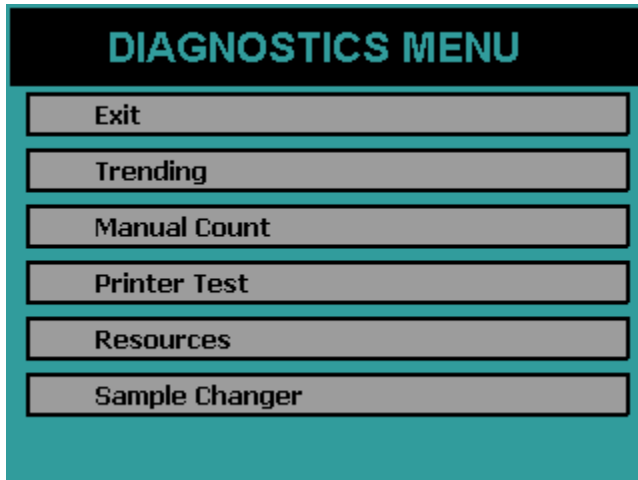 DIAGNOSTICS MENU
Exit
Trending
Manual Count
Printer Test
Resources
Sample Changer